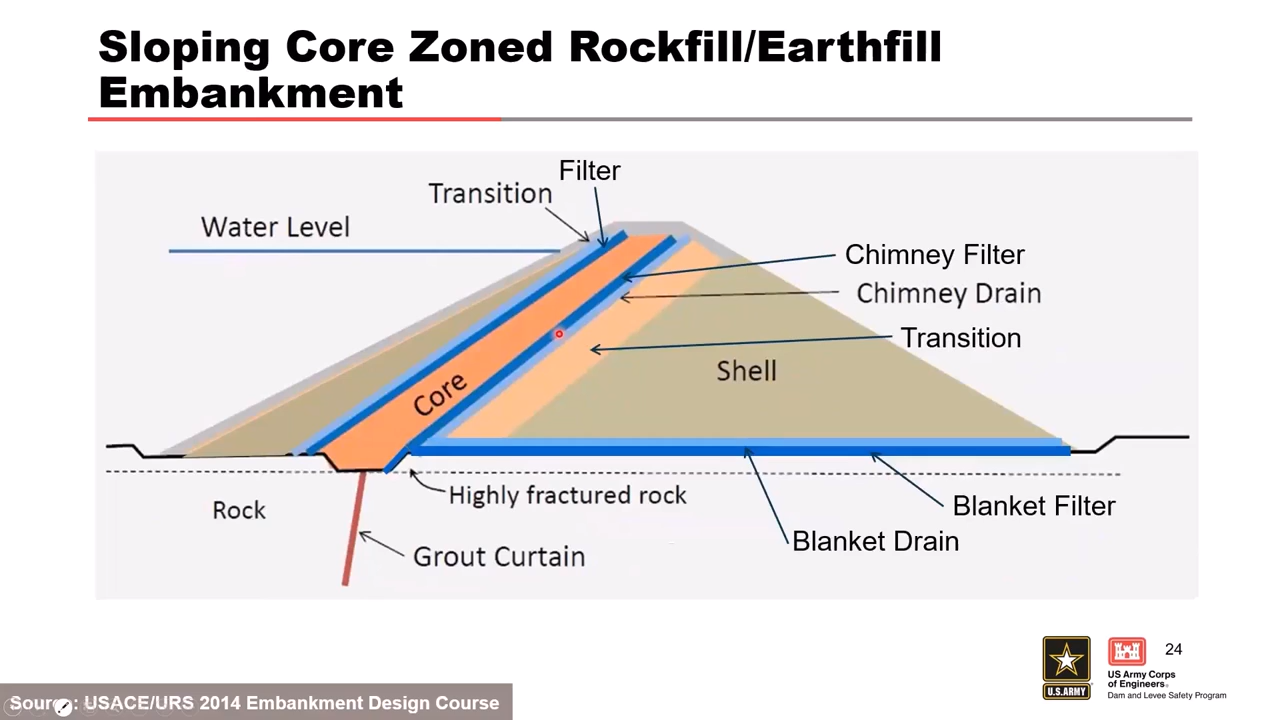 Sloping Core Zoned Rockfill/Earthfill
Embankment
Filter
Transition
Water Level
Chimney Filter
Chimney Drain
Transition
Shell
Core
Highly fractured rock
Rock
Blanket Filter
Blanket Drain
Grout Curtain
24
U.S.ARMY
US Army Corps
of Engineers®
Dam and Levee Safety Program
Source: USACE/URS 2014 Embankment Design Course